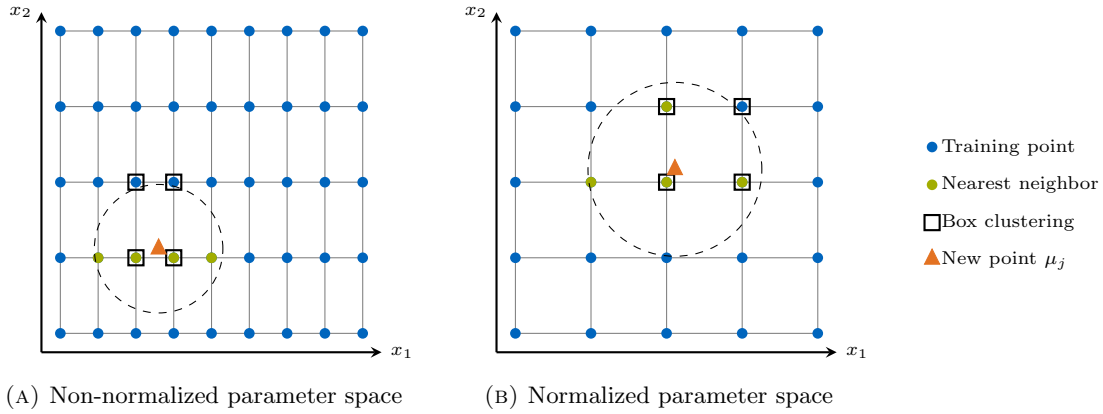 x₂
x₁
(A) Non-normalized parameter space
x₂
x₁
(B) Normalized parameter space
Training point
Nearest neighbor
Box clustering
New point μⱼ